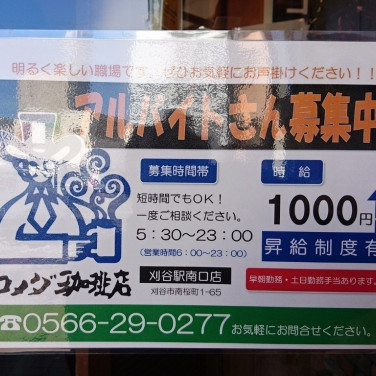 明るく楽しい職場です。ぜひお気軽にお声掛けください！！
アルバイトさん募集中
募集時間帯
短時間でもOK！
一度ご相談ください。
5：30～23：00
（営業時間6：00～23：00）
時給
1000円
昇給制度有
早朝勤務・土日勤務手当あります。
コメダ珈琲店
刈谷駅南口店
刈谷市南桜町1-65
☎0566-29-0277 お気軽にお問合せください。